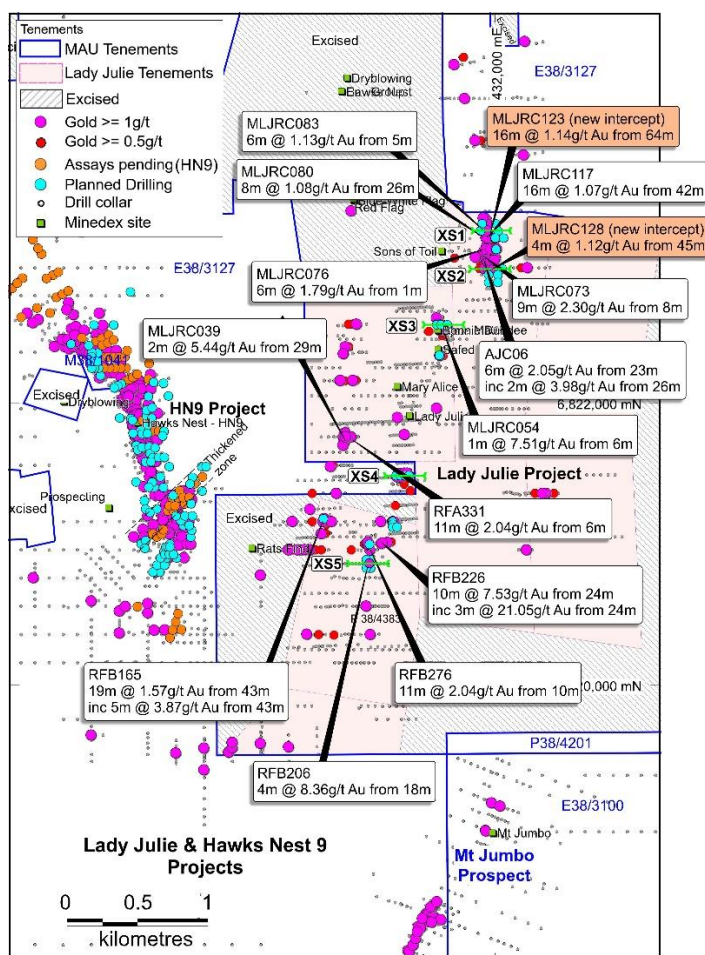 Tenements
MAU Tenements
Lady Julie Tenements
Excised
Gold >= 1g/t
Gold >= 0.5g/t
Assays pending (HN9)
Planned Drilling
Drill collar
Minedex site
Excised
432,000 mE
E38/3127
Dryblowing
MLJRC083
6m @ 1.13g/t Au from 5m
MLJRC123 (new intercept)
16m @ 1.14g/t Au from 64m
MLJRC080
8m @ 1.08g/t Au from 26m
MLJRC117
16m @ 1.07g/t Au from 42m
Red Flag
XS1
Sons of Toil
MLJRC128 (new intercept)
4m @ 1.12g/t Au from 45m
E38/3127
XS2
MLJRC076
6m @ 1.79g/t Au from 1m
MLJRC073
9m @ 2.30g/t Au from 8m
XS3
MLJRC039
2m @ 5.44g/t Au from 29m
AJC06
6m @ 2.05g/t Au from 23m
inc 2m @ 3.98g/t Au from 26m
M38/1041
Excised
Dryblowing
Mary Alice
6,822,000 mN
HN9 Project
Hawks Nest - HN9
Lady Juli
MLJRC054
1m @ 7.51g/t Au from 6m
Thickened
zone
Lady Julie Project
XS4
Prospecting
RFA331
11m @ 2.04g/t Au from 6m
Excised
Rats
XS5
RFB226
10m @ 7.53g/t Au from 24m
inc 3m @ 21.05g/t Au from 24m
P 38/4383
RFB165
19m @ 1.57g/t Au from 43m
inc 5m @ 3.87g/t Au from 43m
RFB276
11m @ 2.04g/t Au from 10m
0,000 mN
P38/4201
RFB206
4m @ 8.36g/t Au from 18m
E38/3100
Mt Jumbo
Lady Julie & Hawks Nest 9
Projects
Mt Jumbo
Prospect
0 0.5 1
kilometres